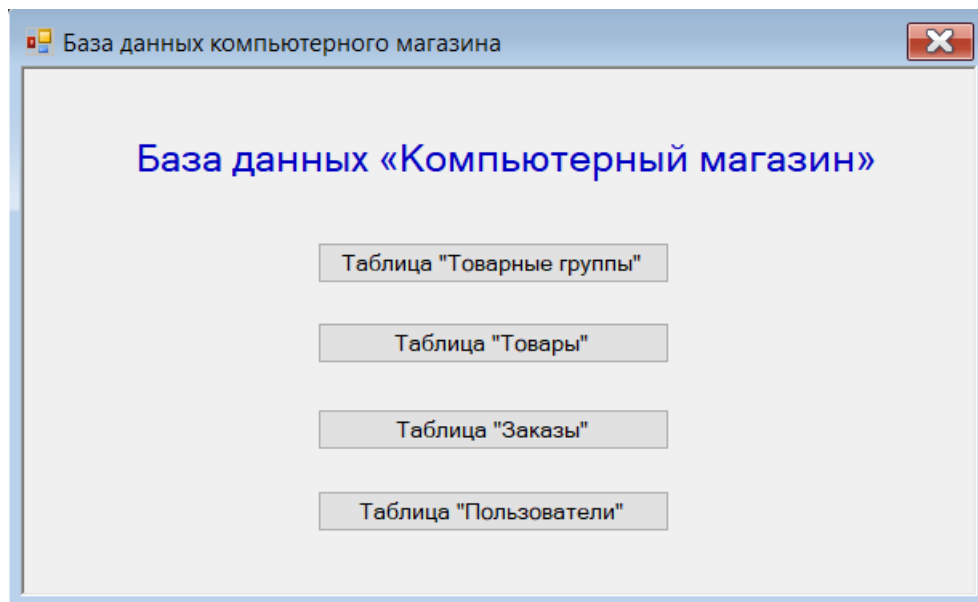 База данных компьютерного магазина
База данных «Компьютерный магазин»
Таблица "Товарные группы"
Таблица "Товары"
Таблица "Заказы"
Таблица "Пользователи"